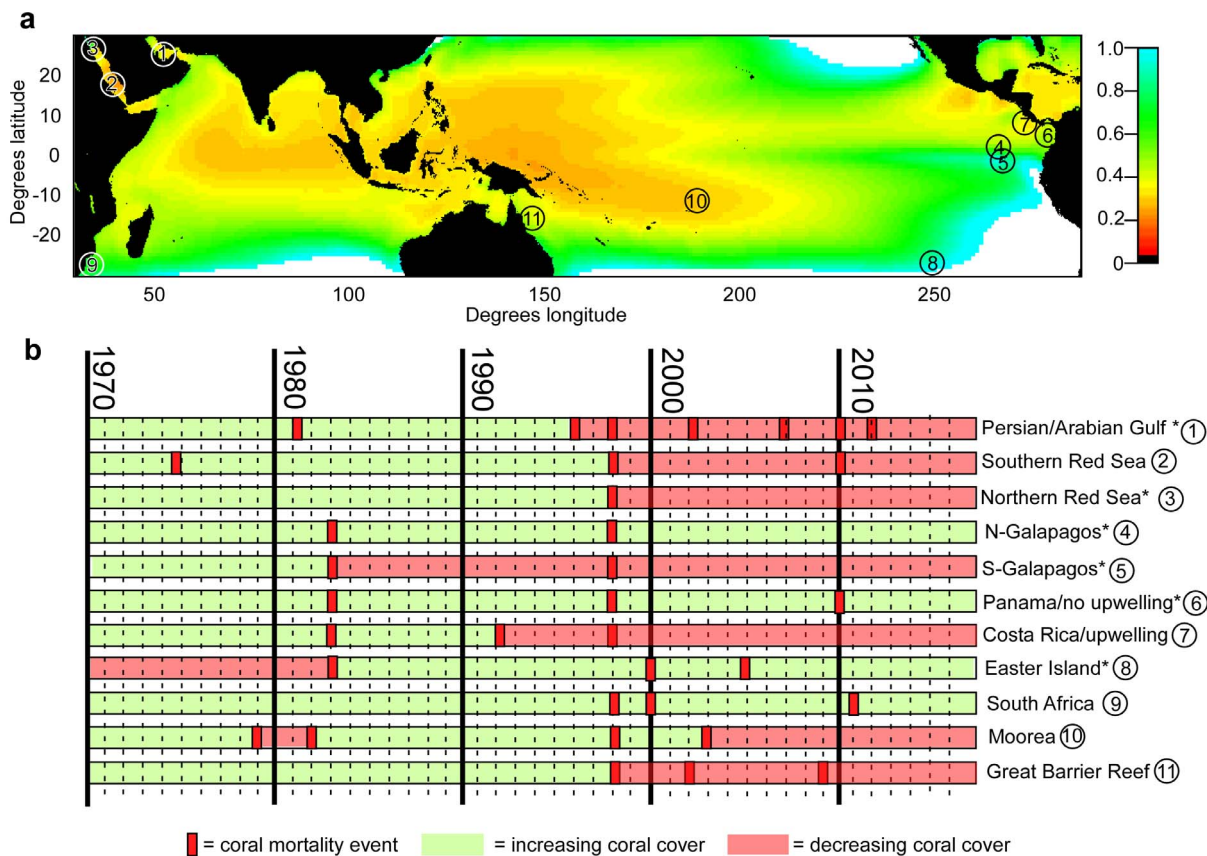 a
3
1
2
7
4
6
5
10
11
9
8
20
10
0
-10
-20
Degrees latitude
50
100
150
200
250
Degrees longitude
1.0
0.8
0.6
0.4
0.2
0
b
1970
1980
1990
2000
2010
Persian/Arabian Gulf * 1
Southern Red Sea 2
Northern Red Sea* 3
N-Galapagos* 4
S-Galapagos* 5
Panama/no upwelling* 6
Costa Rica/upwelling 7
Easter Island* 8
South Africa 9
Moorea 10
Great Barrier Reef 11
= coral mortality event
= increasing coral cover
= decreasing coral cover